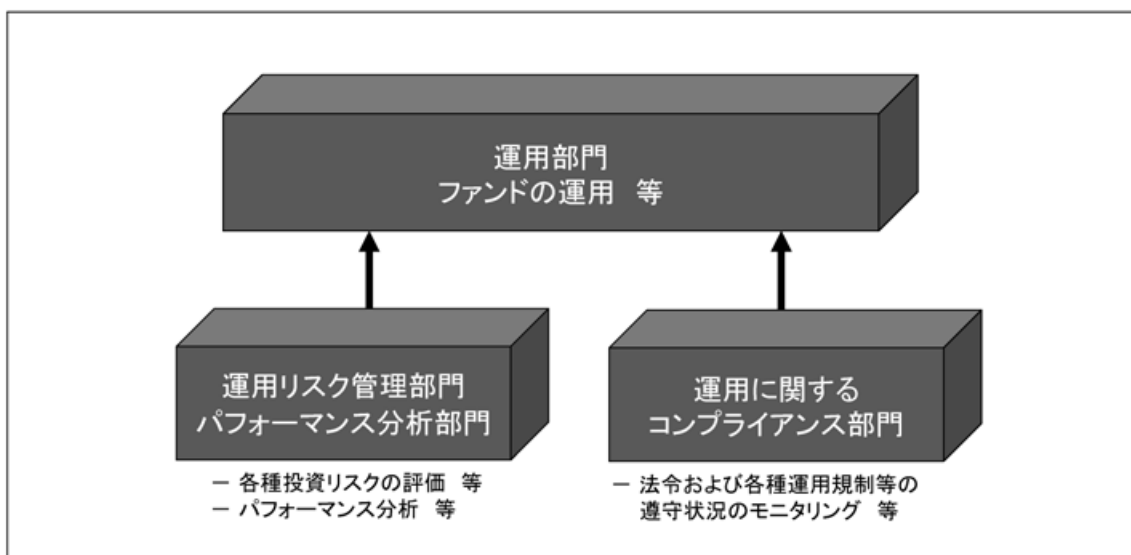 運用部門
ファンドの運用 等
運用リスク管理部門
パフォーマンス分析部門
運用に関する
コンプライアンス部門
－ 各種投資リスクの評価 等
－ パフォーマンス分析 等
－ 法令および各種運用規制等の
遵守状況のモニタリング 等